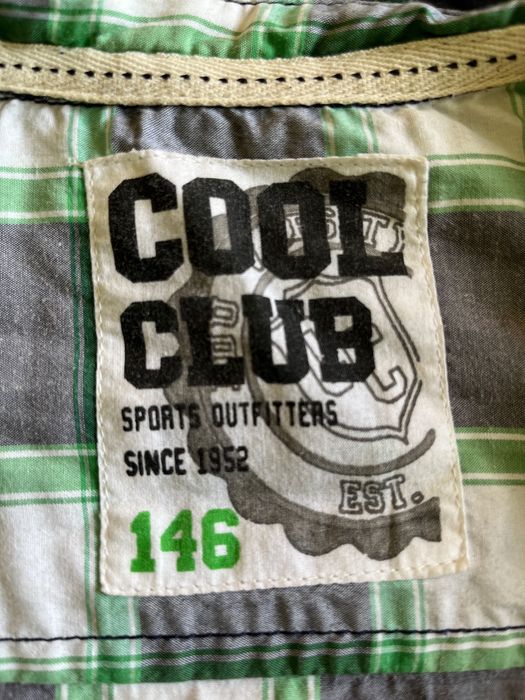 COOL
CLUB
SPORTS OUTFITTERS
SINCE 1952
EST.
146